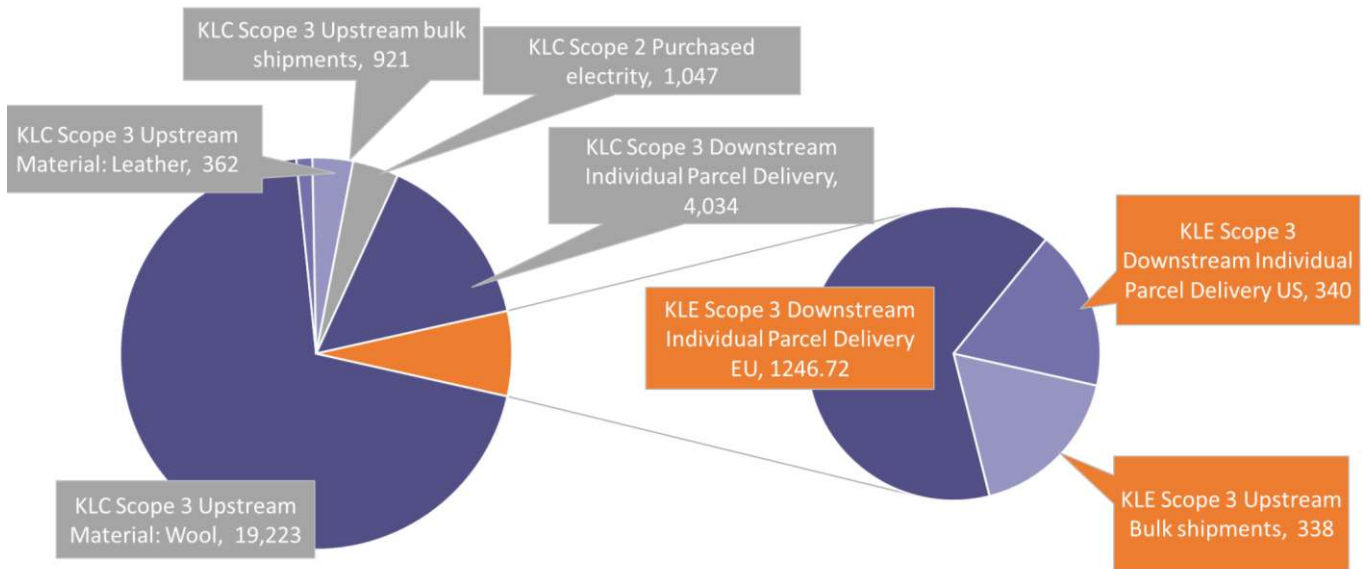 KLC Scope 3 Upstream bulk
shipments, 921
KLC Scope 2 Purchased
electrity, 1,047
KLC Scope 3 Upstream
Material: Leather, 362
KLC Scope 3 Downstream
Individual Parcel Delivery,
4,034
KLE Scope 3
Downstream Individual
Parcel Delivery US, 340
KLE Scope 3 Downstream
Individual Parcel Delivery
EU, 1246.72
KLC Scope 3 Upstream
Material: Wool, 19,223
KLE Scope 3 Upstream
Bulk shipments, 338